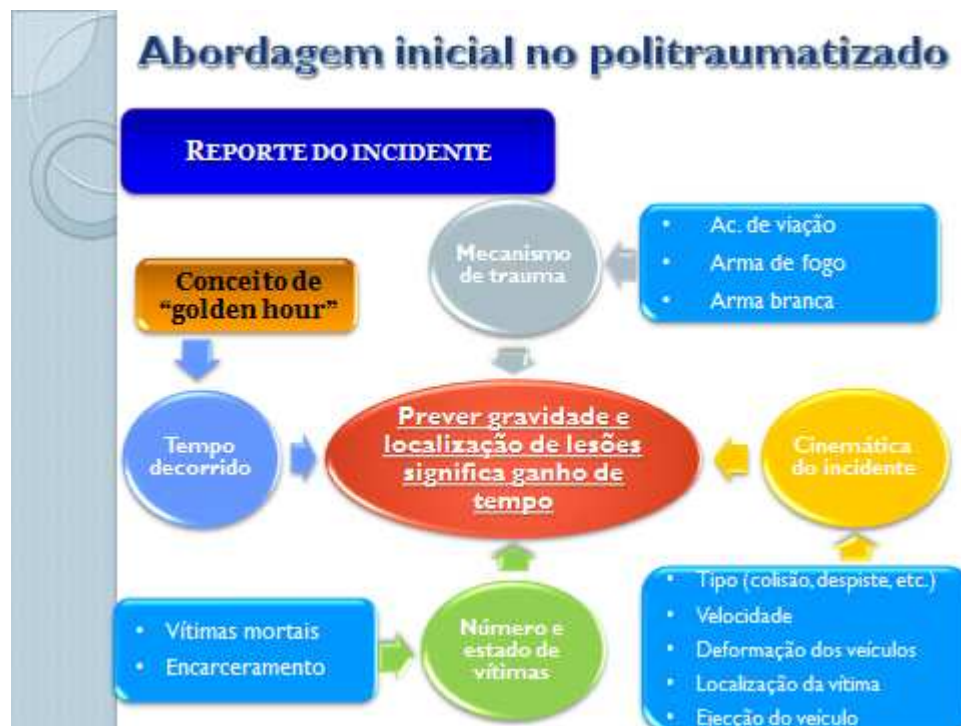 Abordagem inicial no politraumatizado
REPORTE DO INCIDENTE
Mecanismo
de trauma
• Ac. de viação
• Arma de fogo
• Arma branca
Conceito de
“golden hour”
Tempo
decorrido
Prever gravidade e
localização de lesões
significa ganho de
tempo
Cinemática
do incidente
• Vítimas mortais
• Encarceramento
Número e
estado de
vítimas
• Tipo (colisão, despiste, etc.)
• Velocidade
• Deformação dos veículos
• Localização da vítima
• Ejecção do veículo